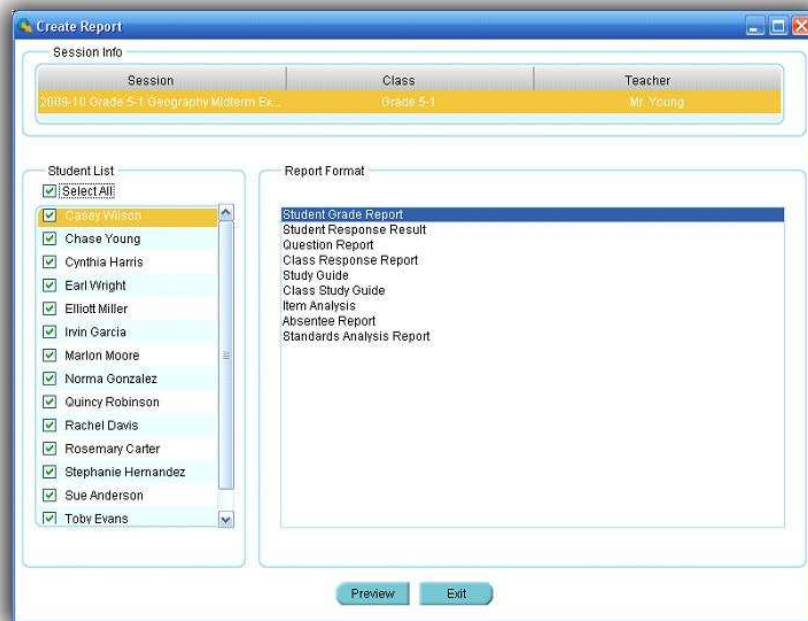 Create Report
Session Info
Session Class Teacher
2009-10 Grade 5-1 Geography Midterm Ex... Grade 5-1 Mr. Young
Student List
Select All
Casey Wilson
Chase Young
Cynthia Harris
Earl Wright
Elliott Miller
Irvin Garcia
Marlon Moore
Norma Gonzalez
Quincy Robinson
Rachel Davis
Rosemary Carter
Stephanie Hernandez
Sue Anderson
Toby Evans
Report Format
Student Grade Report
Student Response Result
Question Report
Class Response Report
Study Guide
Class Study Guide
Item Analysis
Absentee Report
Standards Analysis Report
Preview Exit